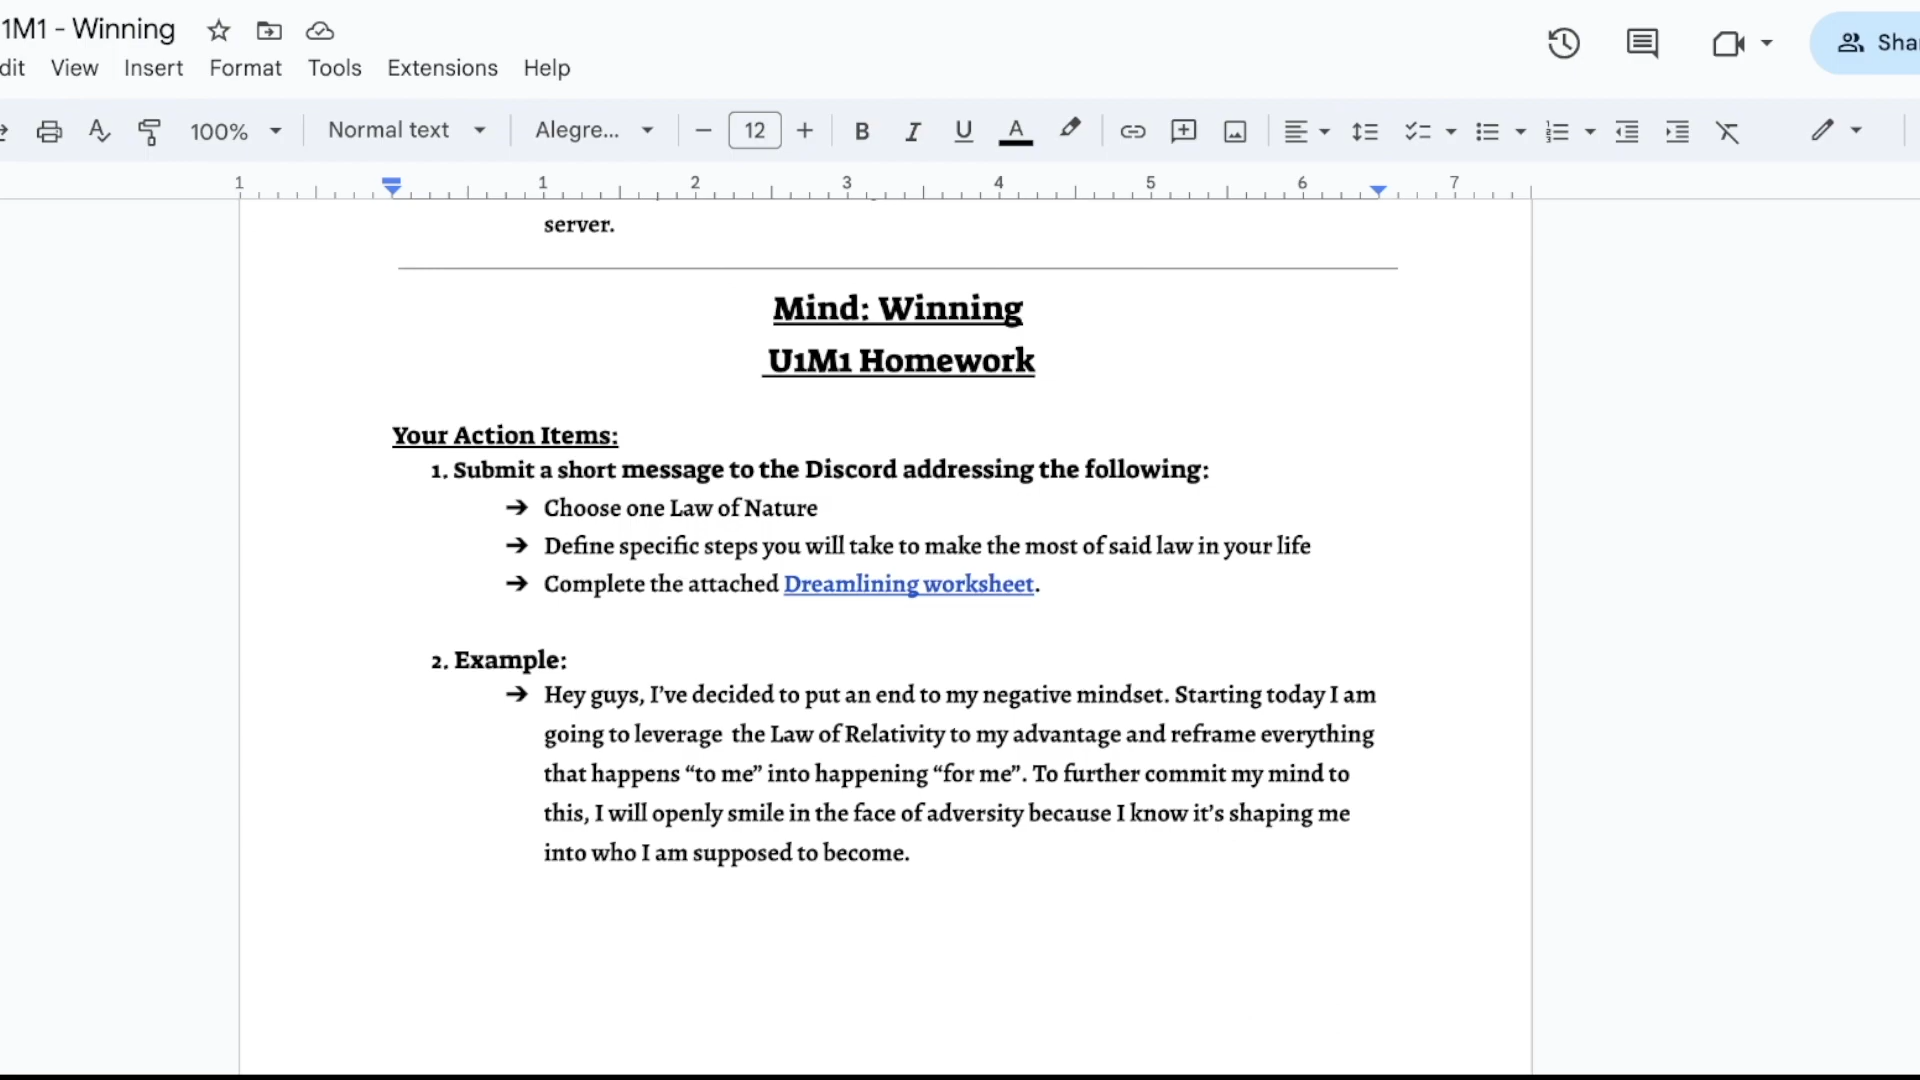 1M1 - Winning
dit View Insert Format Tools Extensions Help
Sha
100% Normal text Alegre... 12 B I U A
1 1 2 3 4 5 6 7
server.
Mind: Winning
U1M1 Homework
Your Action Items:
1. Submit a short message to the Discord addressing the following:
➔ Choose one Law of Nature
➔ Define specific steps you will take to make the most of said law in your life
➔ Complete the attached Dreamlining worksheet.
2. Example:
➔ Hey guys, I’ve decided to put an end to my negative mindset. Starting today I am
going to leverage  the Law of Relativity to my advantage and reframe everything
that happens “to me” into happening “for me”. To further commit my mind to
this, I will openly smile in the face of adversity because I know it’s shaping me
into who I am supposed to become.